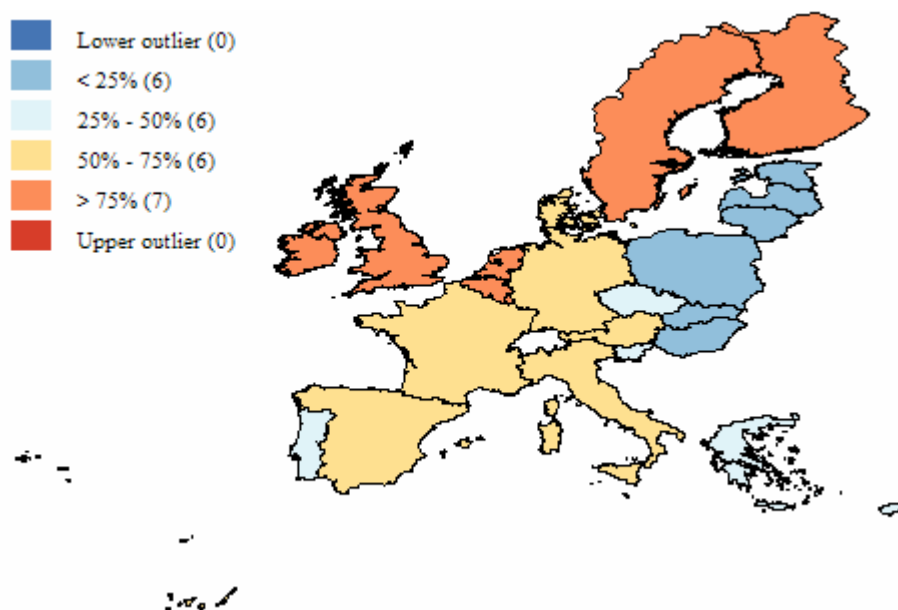 Lower outlier (0)
< 25% (6)
25% - 50% (6)
50% - 75% (6)
> 75% (7)
Upper outlier (0)